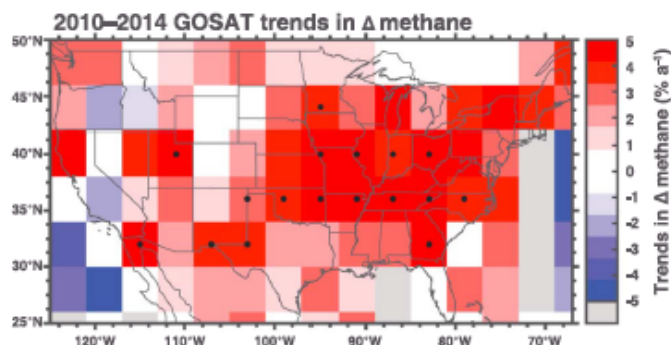 2010–2014 GOSAT trends in Δ methane
50°N
45°N
40°N
35°N
30°N
25°N
120°W
110°W
100°W
90°W
80°W
70°W
5
4
3
2
1
0
-1
-2
-3
-4
-5
Trends in Δ methane (% a⁻¹)